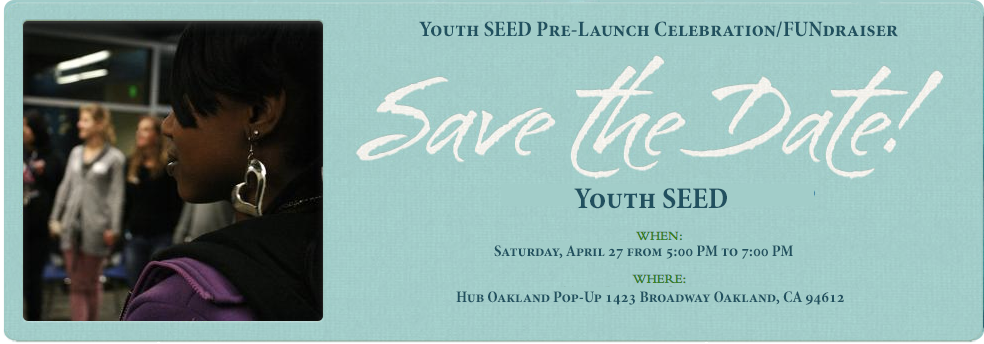 Youth SEED Pre-Launch Celebration/FUNdraiser
Save the Date!
Youth SEED
WHEN:
Saturday, April 27 from 5:00 PM to 7:00 PM
WHERE:
Hub Oakland Pop-Up 1423 Broadway Oakland, CA 94612